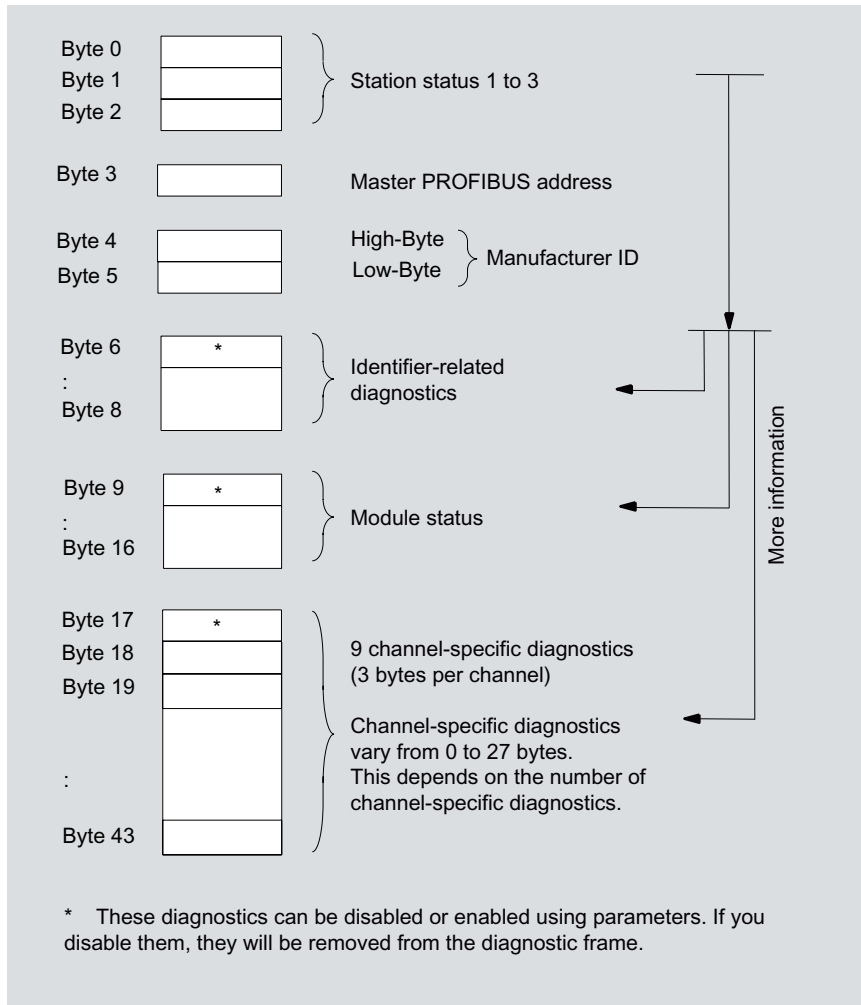 Byte 0
Byte 1
Byte 2
Station status 1 to 3
Byte 3
Master PROFIBUS address
Byte 4
Byte 5
High-Byte
Low-Byte
Manufacturer ID
Byte 6
*
:
Byte 8
Identifier-related
diagnostics
Byte 9
*
:
Byte 16
Module status
More information
Byte 17
*
Byte 18
Byte 19
:
Byte 43
9 channel-specific diagnostics
(3 bytes per channel)
Channel-specific diagnostics
vary from 0 to 27 bytes.
This depends on the number of
channel-specific diagnostics.
* These diagnostics can be disabled or enabled using parameters. If you
disable them, they will be removed from the diagnostic frame.